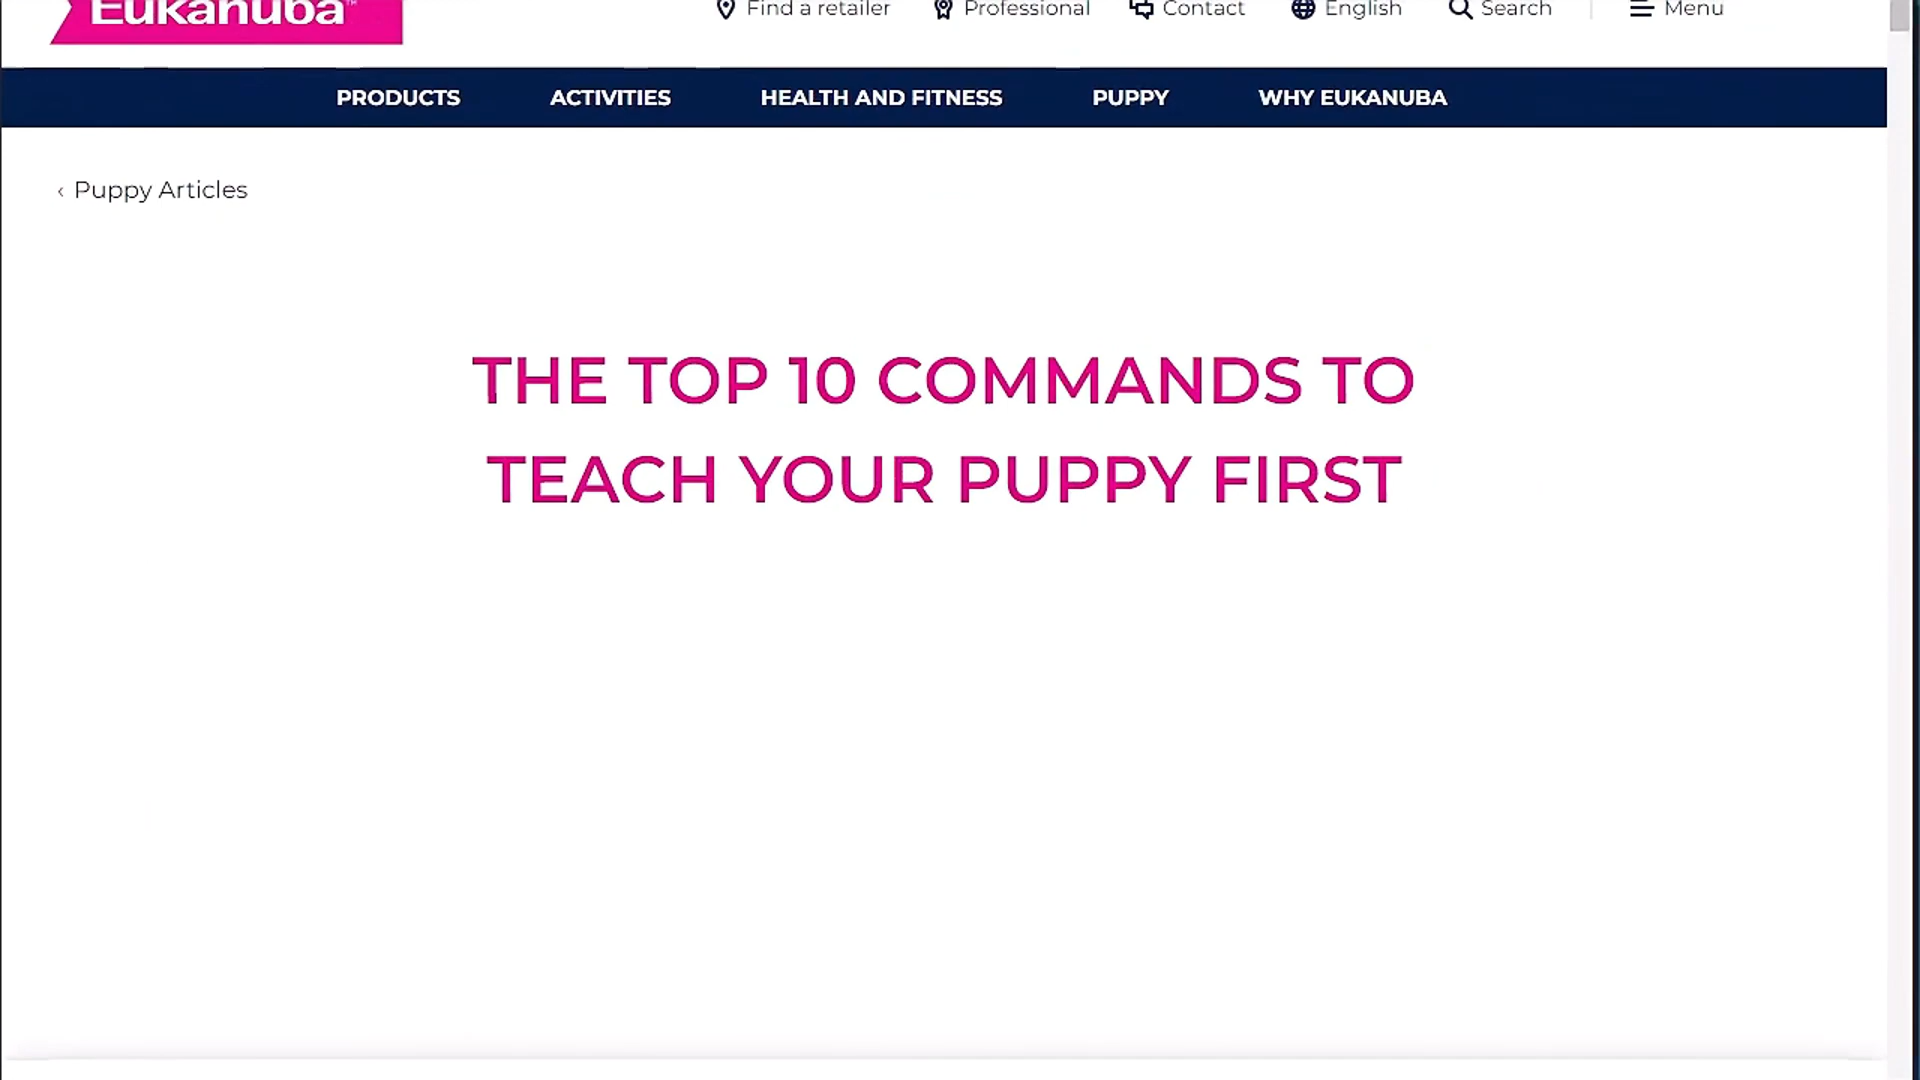 Eukanuba™
Find a retailer
Professional
Contact
English
Search
Menu
PRODUCTS
ACTIVITIES
HEALTH AND FITNESS
PUPPY
WHY EUKANUBA
‹ Puppy Articles
THE TOP 10 COMMANDS TO
TEACH YOUR PUPPY FIRST